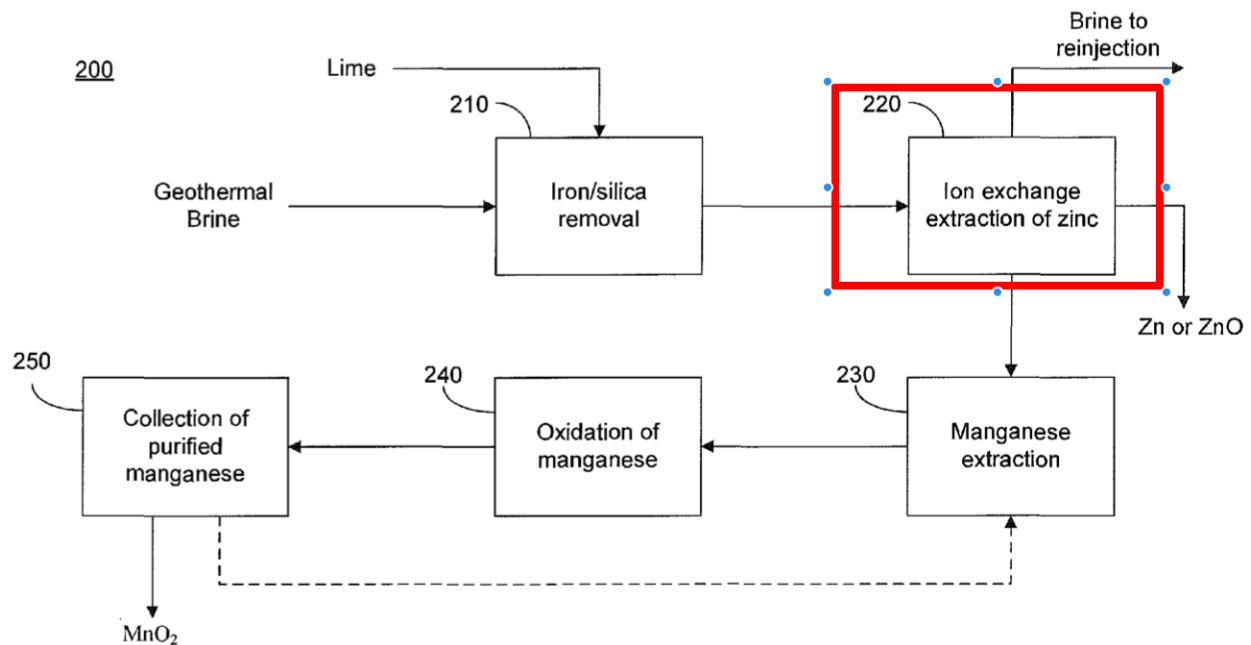 Brine to
reinjection
200
Lime
210
220
Geothermal
Brine
Iron/silica
removal
Ion exchange
extraction of zinc
Zn or ZnO
250
240
230
Collection of
purified
manganese
Oxidation of
manganese
Manganese
extraction
MnO₂